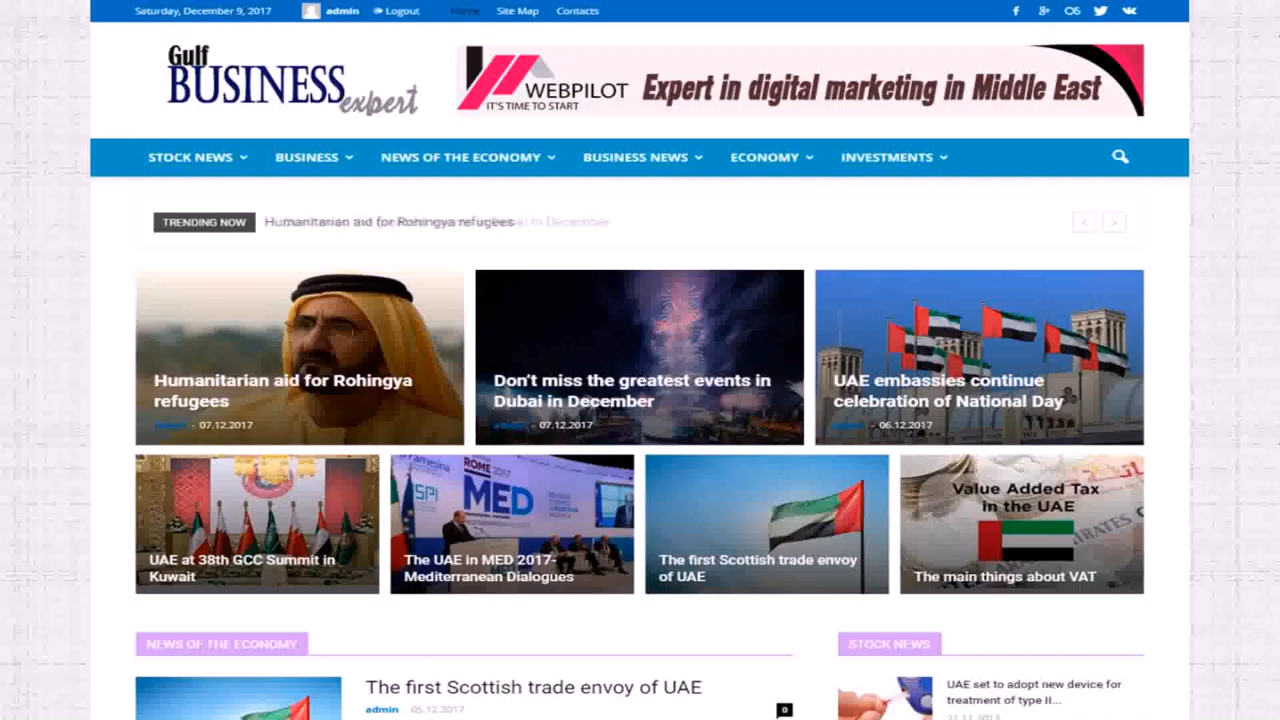 Saturday, December 9, 2017 admin Logout Home Site Map Contacts
Gulf
BUSINESS
expert
WEBPILOT
IT'S TIME TO START
Expert in digital marketing in Middle East
STOCK NEWS BUSINESS NEWS OF THE ECONOMY BUSINESS NEWS ECONOMY INVESTMENTS
TRENDING NOW Humanitarian aid for Rohingya refugees
Humanitarian aid for Rohingya
refugees
admin - 07.12.2017
Don't miss the greatest events in
Dubai in December
admin - 07.12.2017
UAE embassies continue
celebration of National Day
admin - 06.12.2017
UAE at 38th GCC Summit in
Kuwait
ROME 2017
ISPI
MED
The UAE in MED 2017-
Mediterranean Dialogues
The first Scottish trade envoy
of UAE
Value Added Tax
in the UAE
The main things about VAT
NEWS OF THE ECONOMY
STOCK NEWS
The first Scottish trade envoy of UAE
admin 05.12.2017 0
UAE set to adopt new device for
treatment of type II...